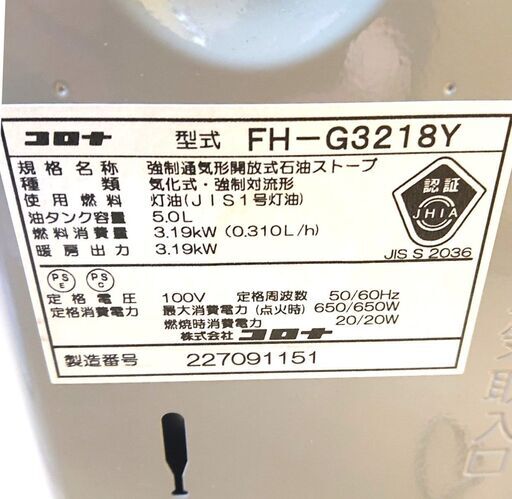 コロナ 型式 FH-G3218Y
規格名称 強制通気形開放式石油ストーブ
種類 気化式・強制対流形
使用燃料 灯油(JIS1号灯油)
油タンク容量 5.0L
燃料消費量 3.19kW (0.310L/h)
暖房出力 3.19kW
認証
JHIA
JIS S 2036
PS E PS C
定格電圧 100V 定格周波数 50/60Hz
定格消費電力 最大消費電力(点火時) 650/650W
燃焼時消費電力 20/20W
株式会社 コロナ
製造番号 227091151
取入口